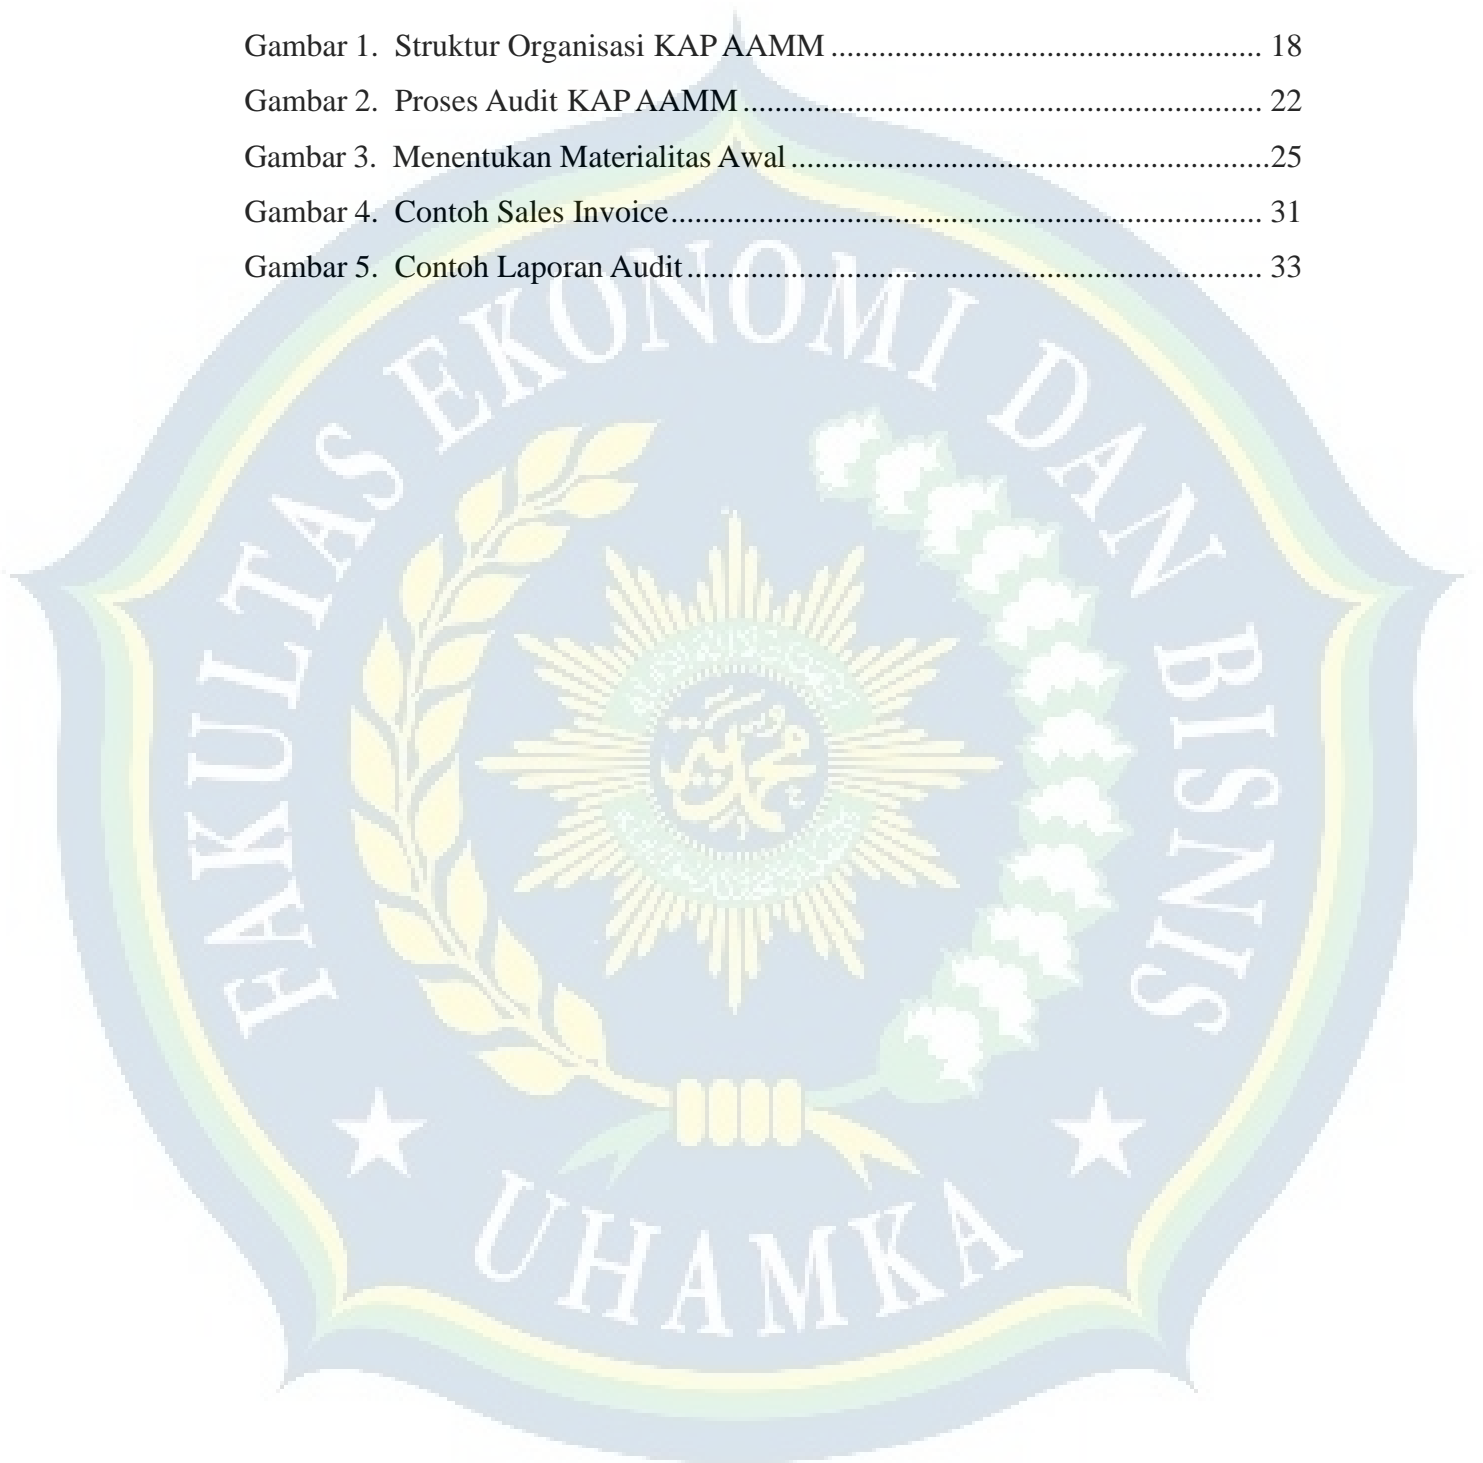 Gambar 1. Struktur Organisasi KAP AAMM ...................................................... 18
Gambar 2. Proses Audit KAP AAMM ................................................................. 22
Gambar 3. Menentukan Materialitas Awal ............................................................25
Gambar 4. Contoh Sales Invoice........................................................................... 31
Gambar 5. Contoh Laporan Audit ........................................................................ 33
FAKULTAS EKONOMI DAN BISNIS
محمدية
UHAMKA